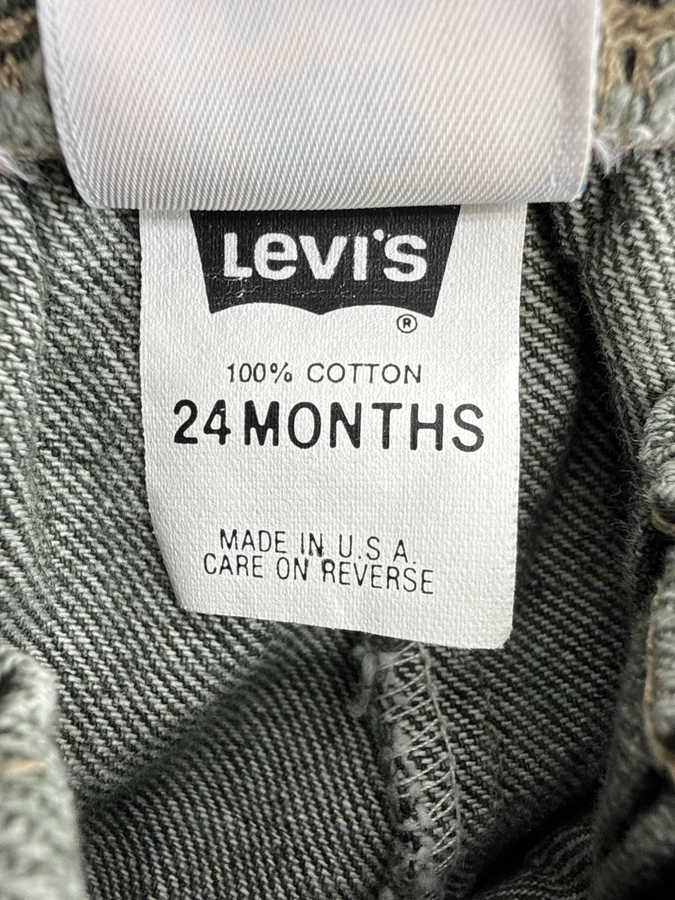 Levi's
®
100% COTTON
24 MONTHS
MADE IN U.S A.
CARE ON REVERSE